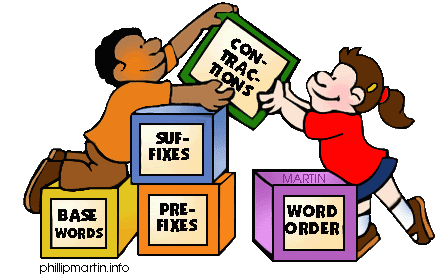 CON-
TRAC-
TIONS
SUF-
FIXES
BASE
WORDS
PRE-
FIXES
MARTIN
WORD
ORDER
phillipmartin.info